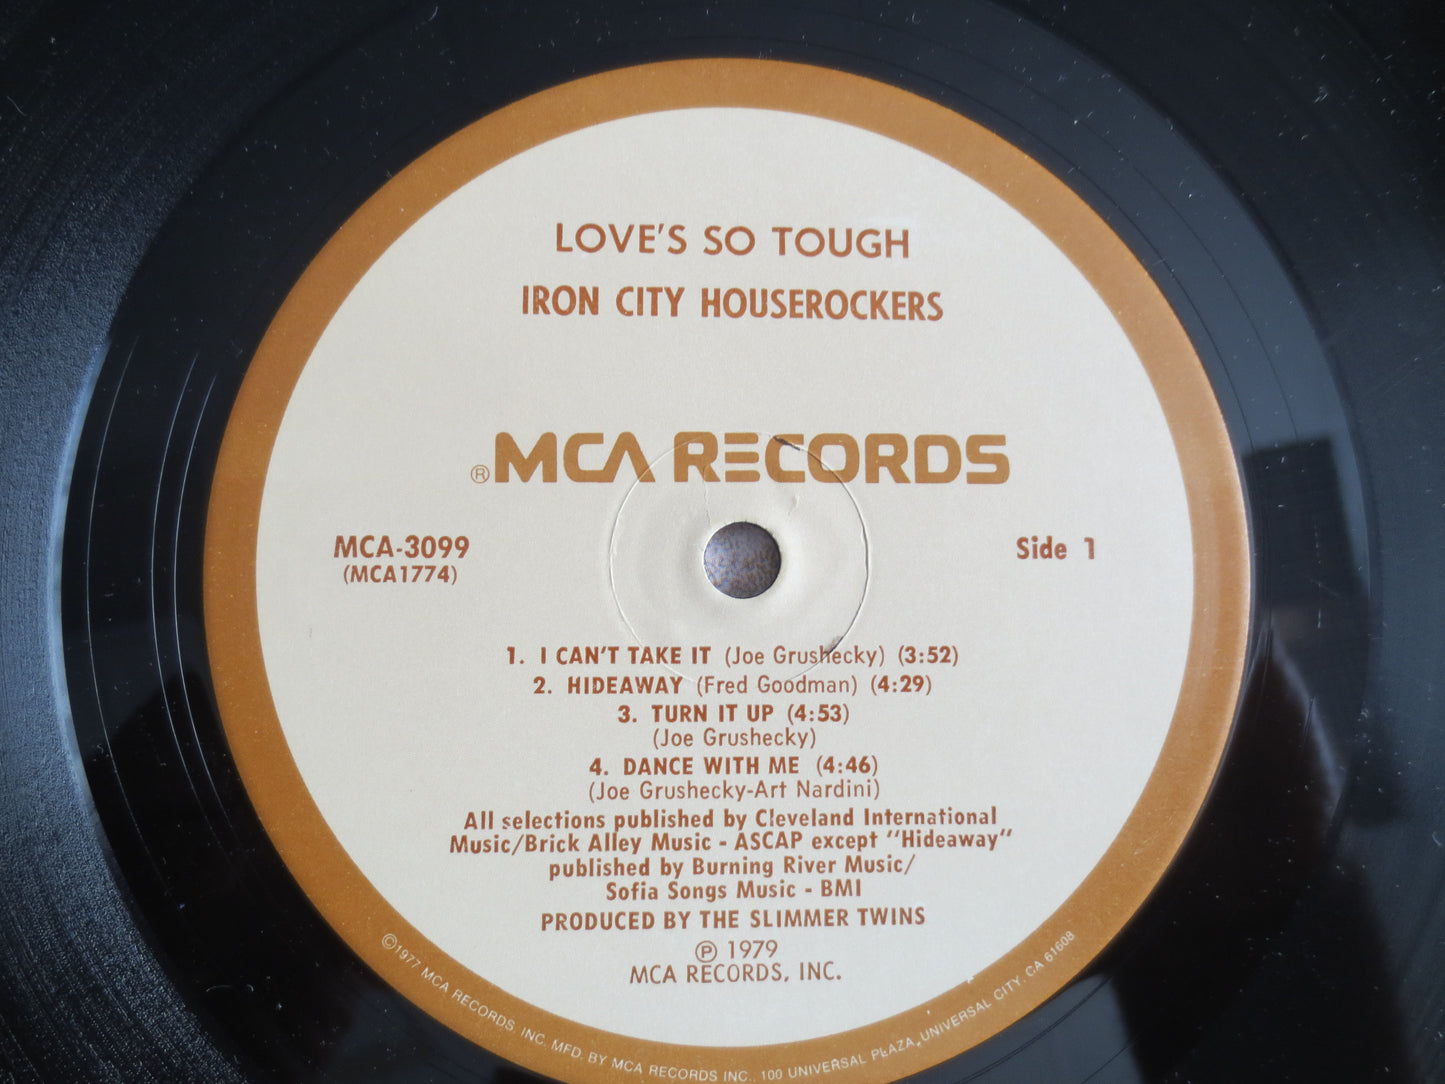 LOVE'S SO TOUGH
IRON CITY HOUSEROCKERS
® MCA RECORDS
MCA-3099
(MCA1774)
Side 1
1. I CAN'T TAKE IT (Joe Grushecky) (3:52)
2. HIDEAWAY (Fred Goodman) (4:29)
3. TURN IT UP (4:53)
(Joe Grushecky)
4. DANCE WITH ME (4:46)
(Joe Grushecky-Art Nardini)
All selections published by Cleveland International
Music/Brick Alley Music - ASCAP except "Hideaway"
published by Burning River Music/
Sofia Songs Music - BMI
PRODUCED BY THE SLIMMER TWINS
℗ 1979
MCA RECORDS, INC.
©1977 MCA RECORDS, INC. MFD. BY MCA RECORDS INC., 100 UNIVERSAL PLAZA, UNIVERSAL CITY, CA 61608